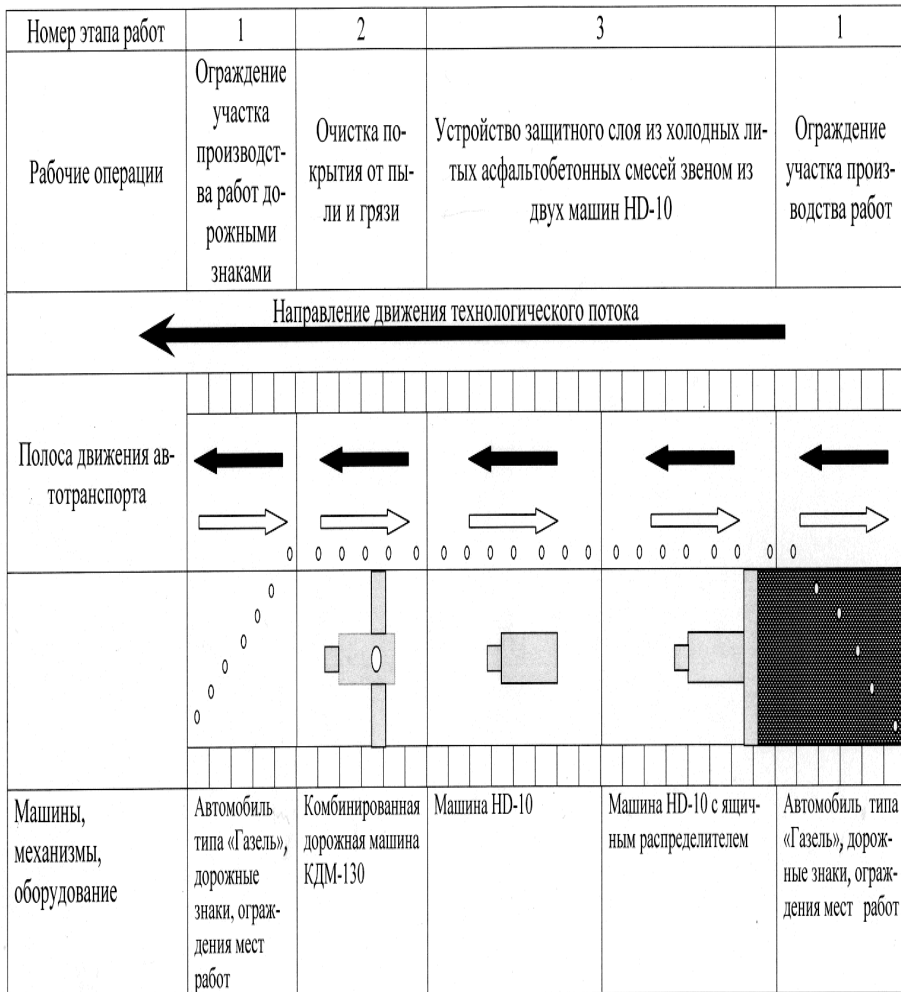 Номер этапа работ
1
2
3
1
Рабочие операции
Ограждение
участка
производст-
ва работ до-
рожными
знаками
Очистка по-
крытия от пы-
ли и грязи
Устройство защитного слоя из холодных ли-
тых асфальтобетонных смесей звеном из
двух машин HD-10
Ограждение
участка произ-
водства работ
Направление движения технологического потока
Полоса движения ав-
тотранспорта
Машины,
механизмы,
оборудование
Автомобиль
типа «Газель»,
дорожные
знаки, ограж-
дения мест
работ
Комбинированная
дорожная машина
КДМ-130
Машина HD-10
Машина HD-10 с ящич-
ным распределителем
Автомобиль типа
«Газель», дорож-
ные знаки, ограж-
дения мест работ